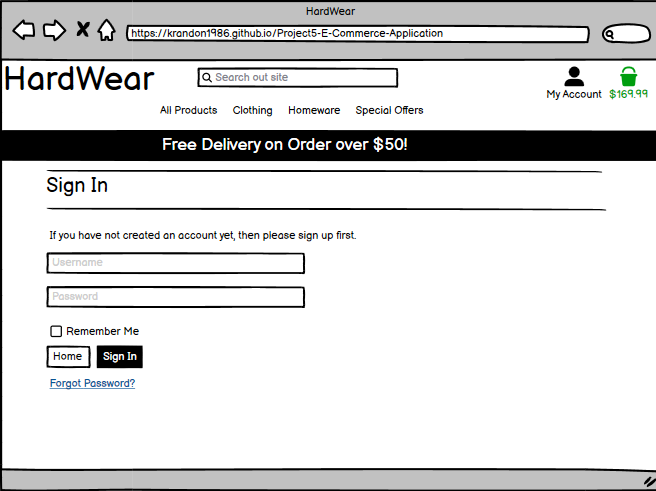 HardWear
https://krandon1986.github.io/Project5-E-Commerce-Application
HardWear
Search out site
My Account
$169.99
All Products Clothing Homeware Special Offers
Free Delivery on Order over $50!
Sign In
If you have not created an account yet, then please sign up first.
Username
Password
Remember Me
Home Sign In
Forgot Password?